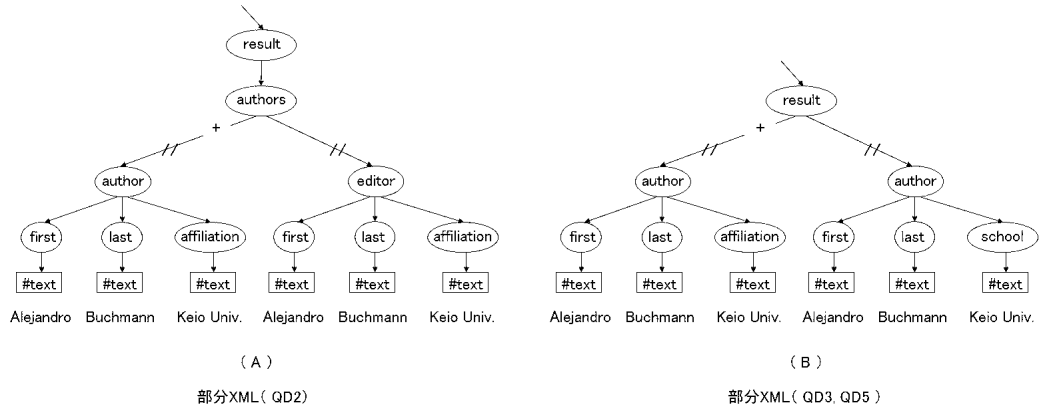 result
authors
+
author editor
first last affiliation first last affiliation
#text #text #text #text #text #text
Alejandro Buchmann Keio Univ. Alejandro Buchmann Keio Univ.
( A )
部分XML( QD2)
result
+
author author
first last affiliation first last school
#text #text #text #text #text #text
Alejandro Buchmann Keio Univ. Alejandro Buchmann Keio Univ.
( B )
部分XML( QD3, QD5 )